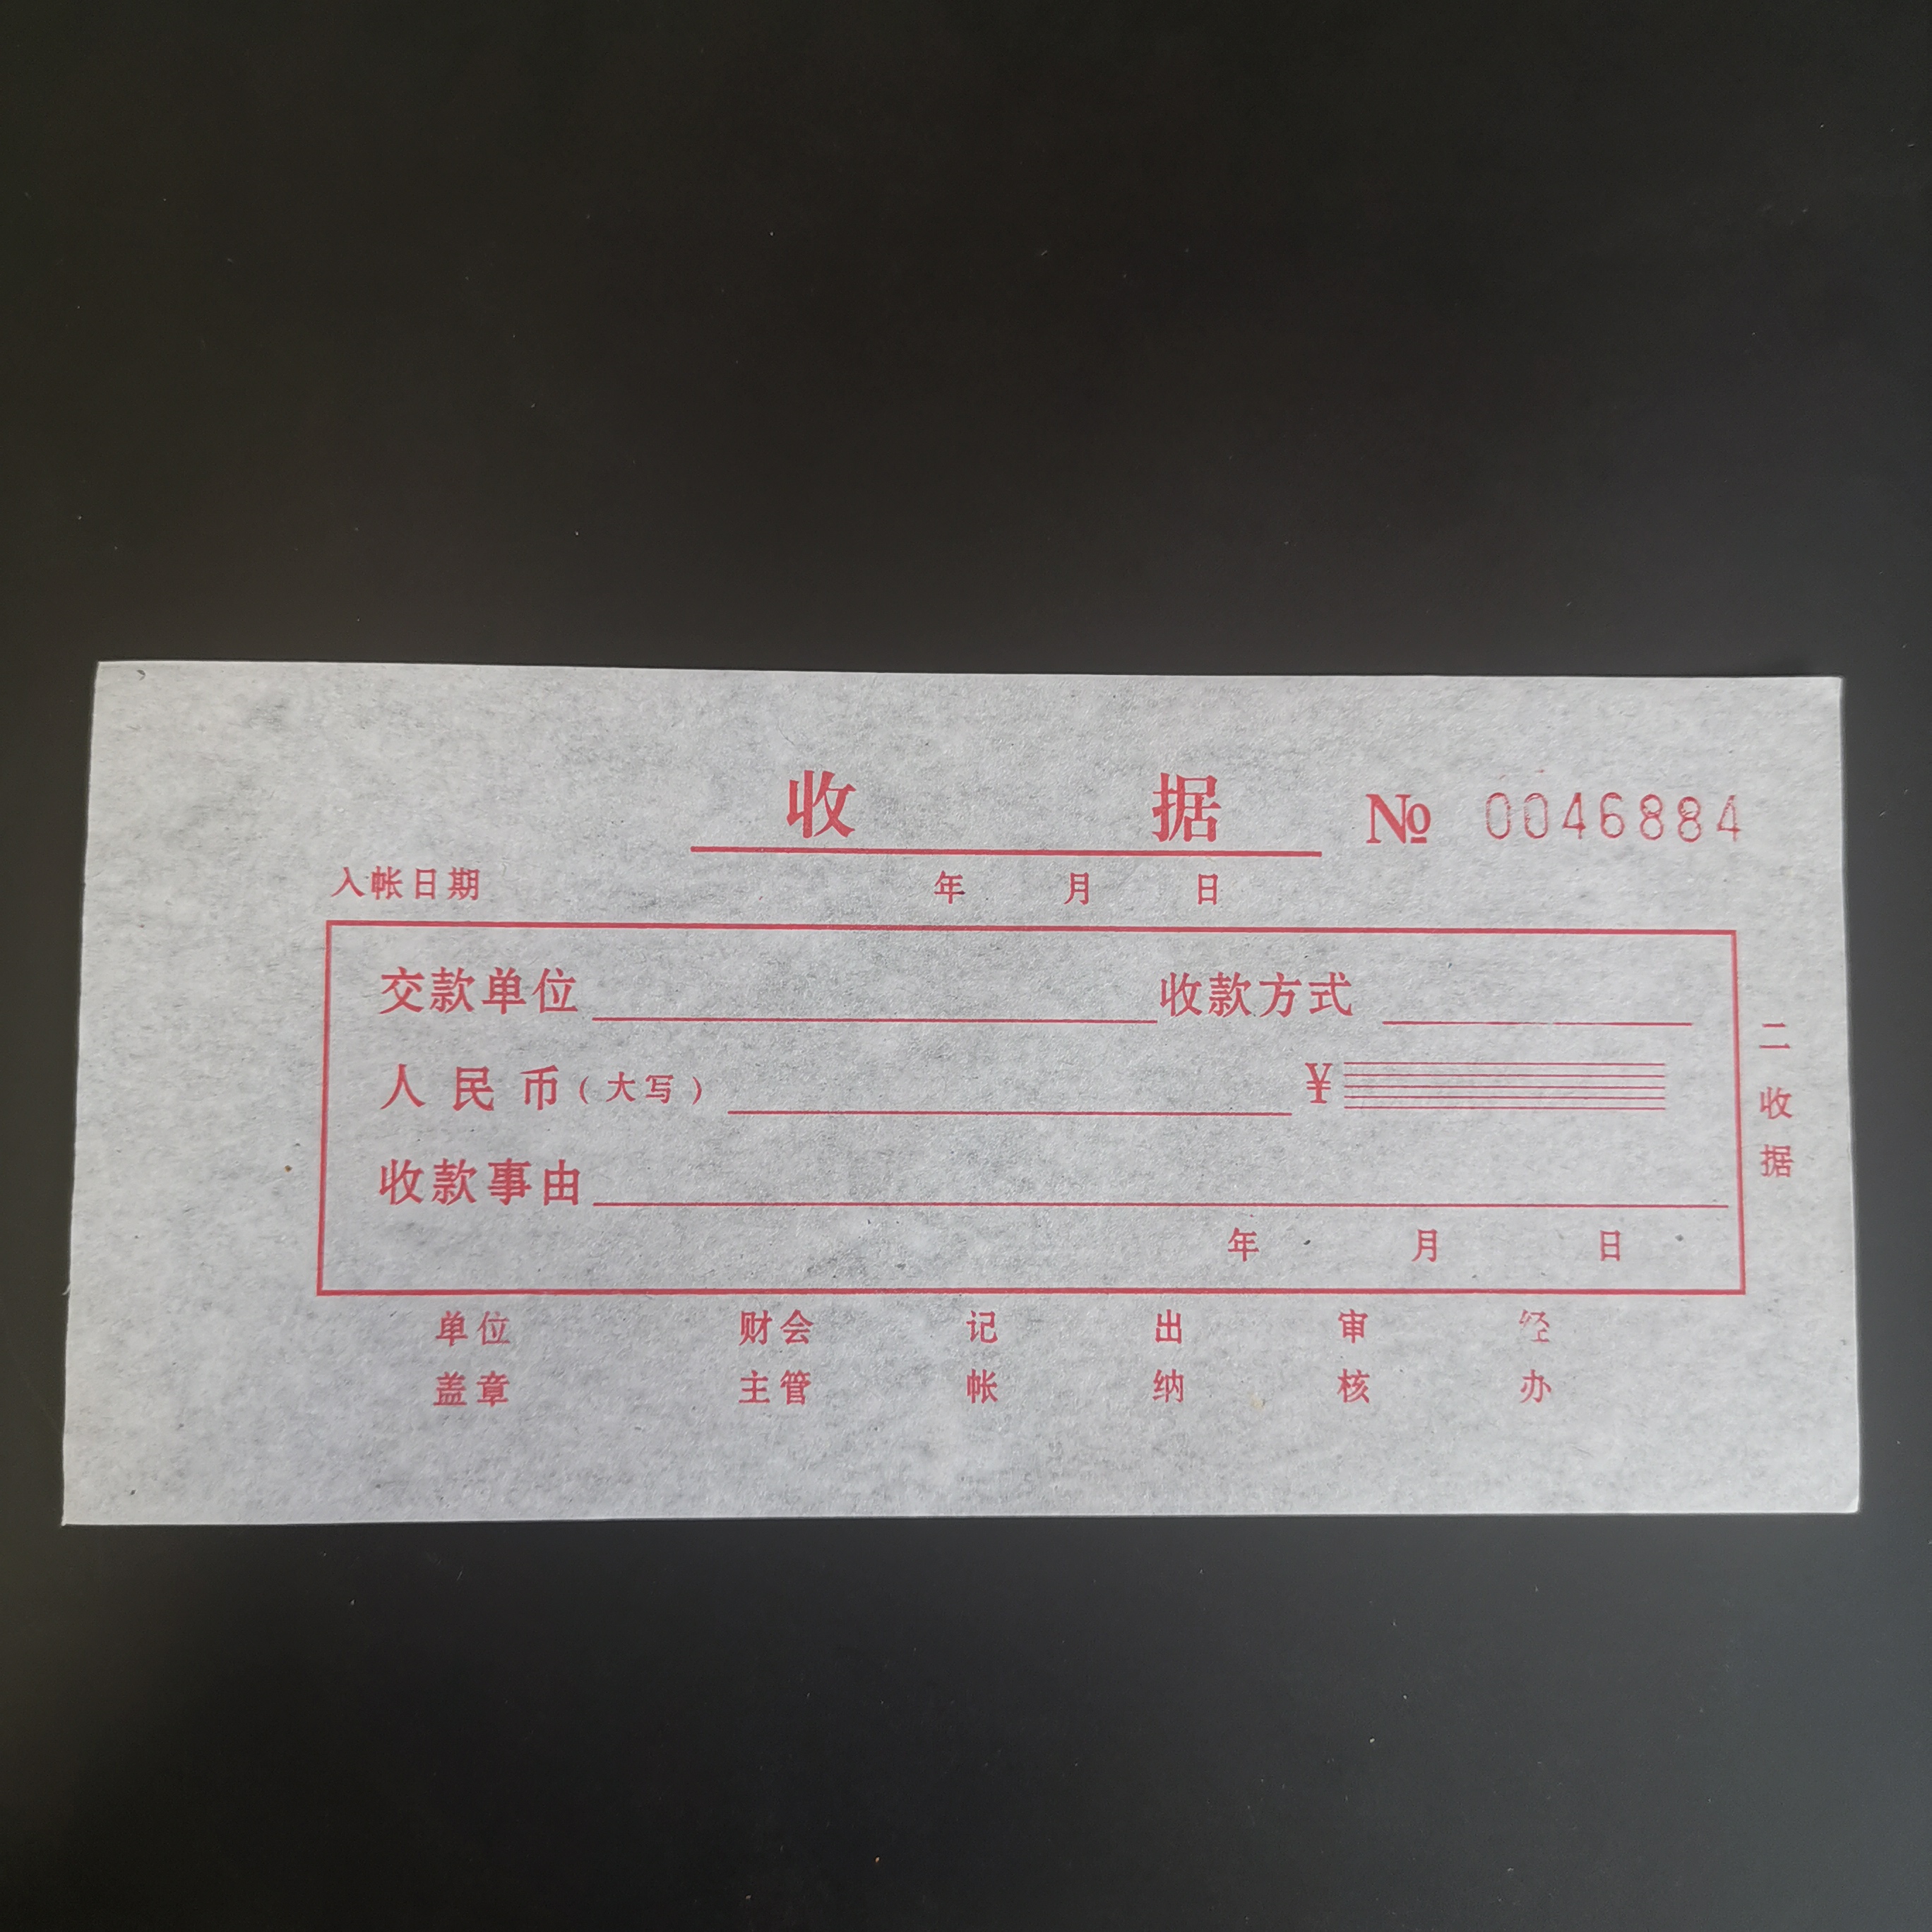 收 据 № 0046884
入帐日期 年 月 日
交款单位 收款方式
人民币(大写) ¥
收款事由
年 月 日
单位 财会 记 出 审 经
盖章 主管 帐 纳 核 办
二收据